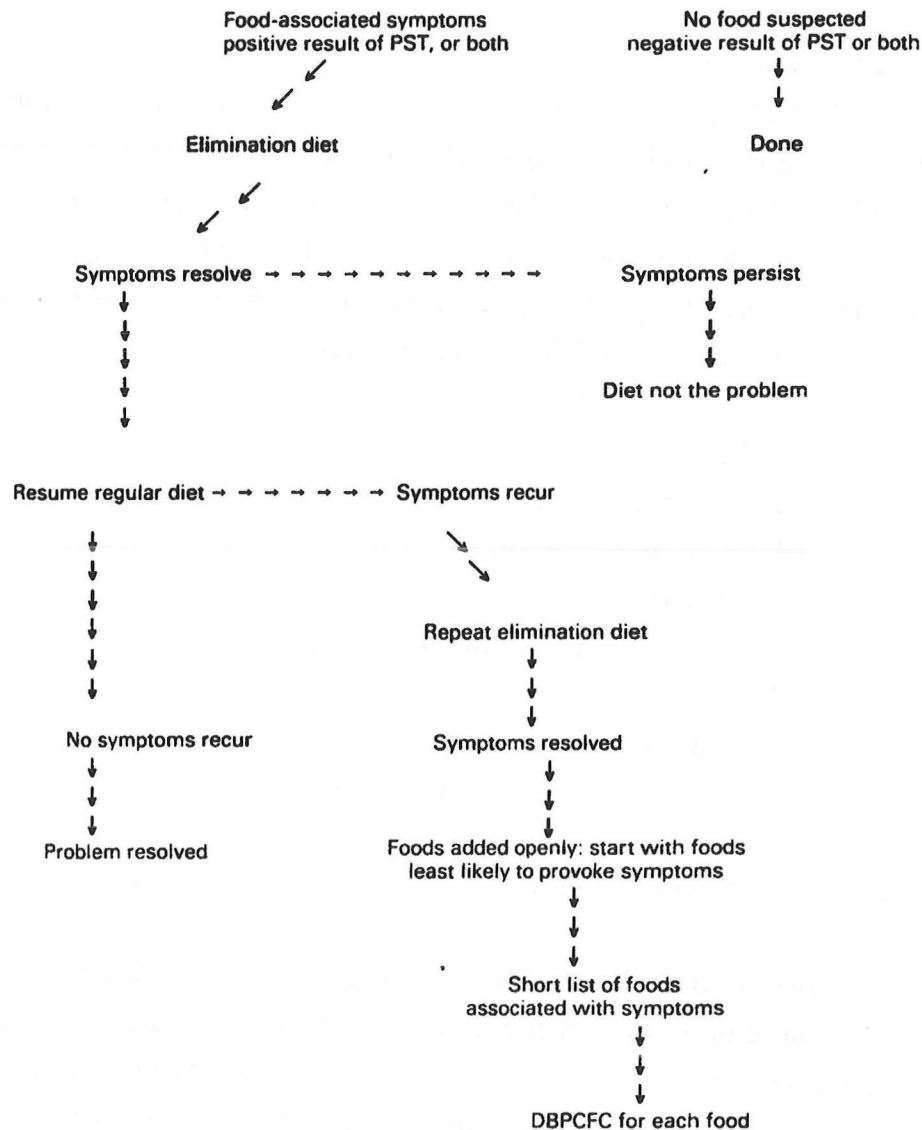 Food-associated symptoms
positive result of PST, or both
No food suspected
negative result of PST or both
Elimination diet
Done
Symptoms resolve
Symptoms persist
Diet not the problem
Resume regular diet
Symptoms recur
Repeat elimination diet
No symptoms recur
Symptoms resolved
Problem resolved
Foods added openly: start with foods
least likely to provoke symptoms
Short list of foods
associated with symptoms
DBPCFC for each food